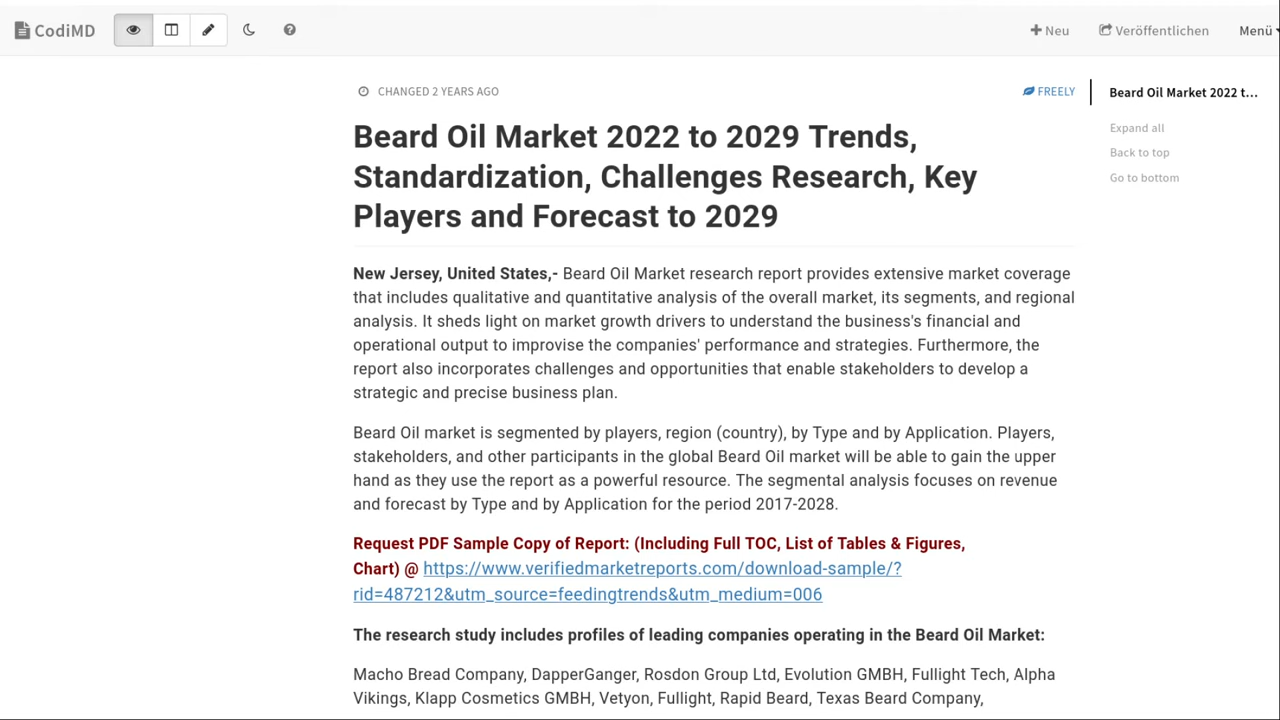 CodiMD
Neu
Veröffentlichen
Menü
CHANGED 2 YEARS AGO
FREELY
Beard Oil Market 2022 to 2029 Trends,
Standardization, Challenges Research, Key
Players and Forecast to 2029
New Jersey, United States,- Beard Oil Market research report provides extensive market coverage
that includes qualitative and quantitative analysis of the overall market, its segments, and regional
analysis. It sheds light on market growth drivers to understand the business's financial and
operational output to improvise the companies' performance and strategies. Furthermore, the
report also incorporates challenges and opportunities that enable stakeholders to develop a
strategic and precise business plan.
Beard Oil market is segmented by players, region (country), by Type and by Application. Players,
stakeholders, and other participants in the global Beard Oil market will be able to gain the upper
hand as they use the report as a powerful resource. The segmental analysis focuses on revenue
and forecast by Type and by Application for the period 2017-2028.
Request PDF Sample Copy of Report: (Including Full TOC, List of Tables & Figures,
Chart) @ https://www.verifiedmarketreports.com/download-sample/?
rid=487212&utm_source=feedingtrends&utm_medium=006
The research study includes profiles of leading companies operating in the Beard Oil Market:
Macho Bread Company, DapperGanger, Rosdon Group Ltd, Evolution GMBH, Fullight Tech, Alpha
Vikings, Klapp Cosmetics GMBH, Vetyon, Fullight, Rapid Beard, Texas Beard Company,
Beard Oil Market 2022 t...
Expand all
Back to top
Go to bottom